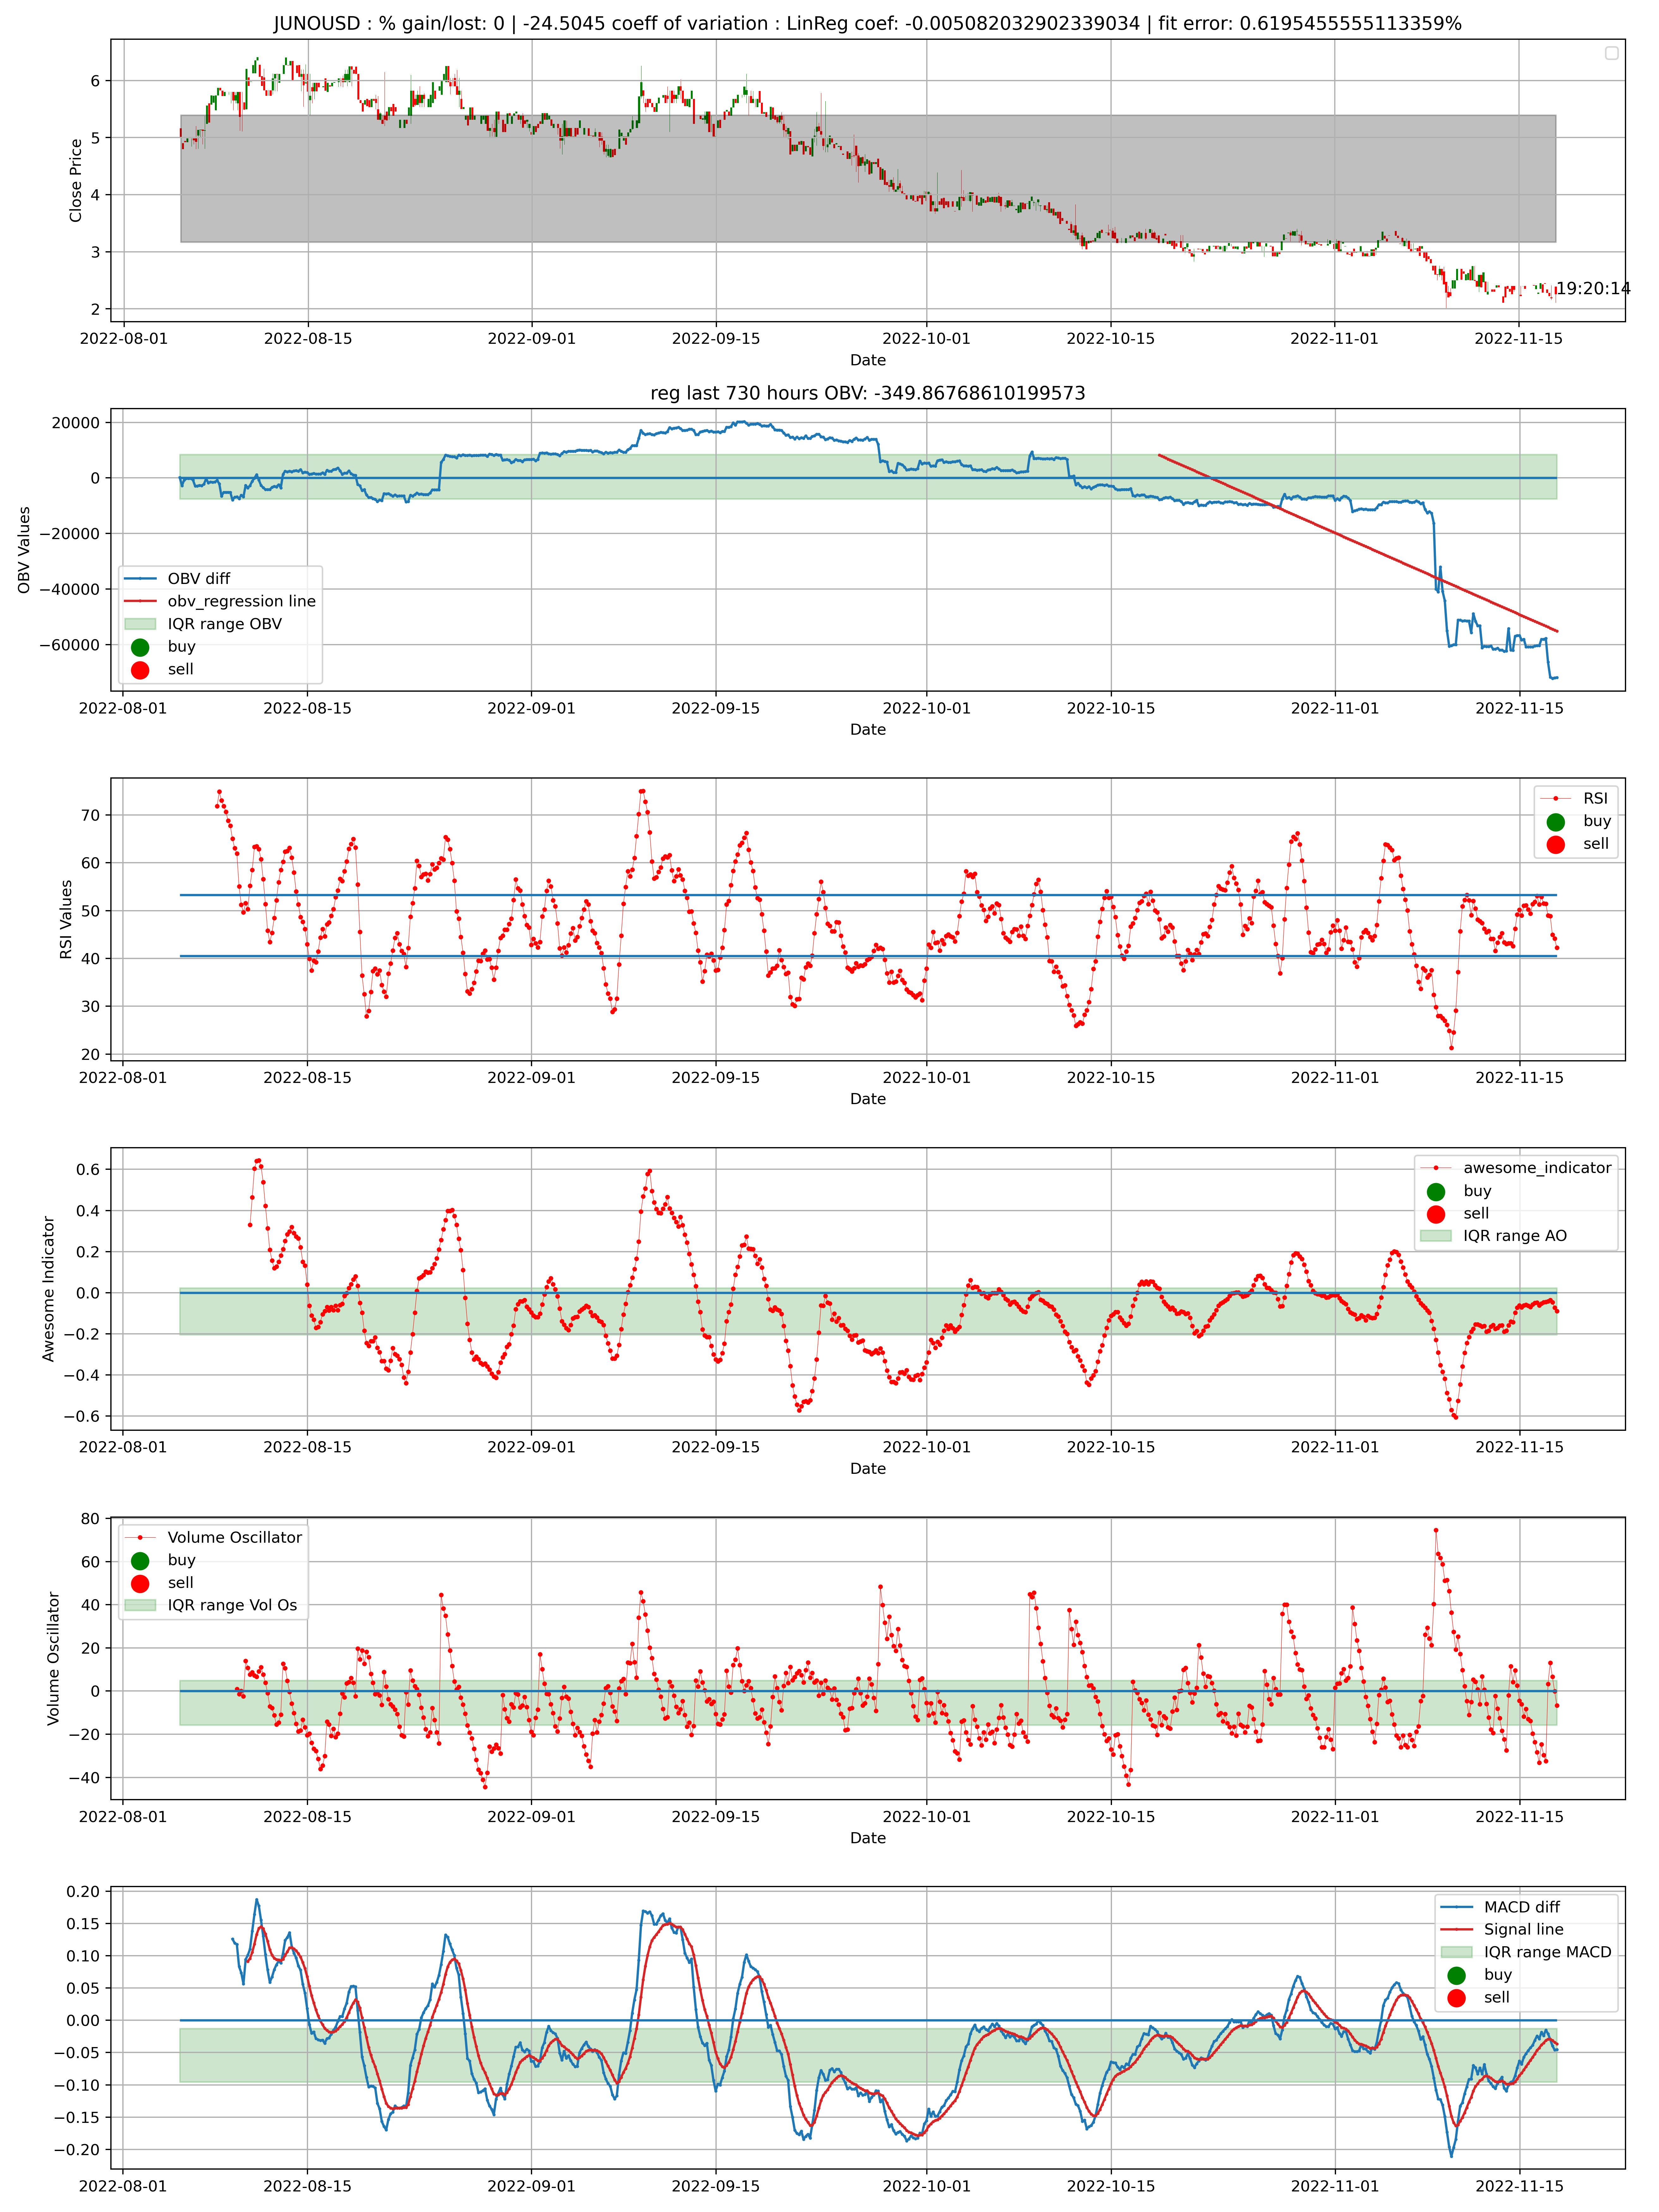 JUNOUSD : % gain/lost: 0 | -24.5045 coeff of variation : LinReg coef: -0.005082032902339034 | fit error: 0.6195455555113359%
6
5
4
3
2
Close Price
19:20:14
2022-08-01 2022-08-15 2022-09-01 2022-09-15 2022-10-01 2022-10-15 2022-11-01 2022-11-15
Date
reg last 730 hours OBV: -349.86768610199573
20000
0
−20000
−40000
−60000
OBV Values
OBV diff
obv_regression line
IQR range OBV
buy
sell
2022-08-01 2022-08-15 2022-09-01 2022-09-15 2022-10-01 2022-10-15 2022-11-01 2022-11-15
Date
70
60
50
40
30
20
RSI Values
RSI
buy
sell
2022-08-01 2022-08-15 2022-09-01 2022-09-15 2022-10-01 2022-10-15 2022-11-01 2022-11-15
Date
0.6
0.4
0.2
0.0
−0.2
−0.4
−0.6
Awesome Indicator
awesome_indicator
buy
sell
IQR range AO
2022-08-01 2022-08-15 2022-09-01 2022-09-15 2022-10-01 2022-10-15 2022-11-01 2022-11-15
Date
80
60
40
20
0
−20
−40
Volume Oscillator
Volume Oscillator
buy
sell
IQR range Vol Os
2022-08-01 2022-08-15 2022-09-01 2022-09-15 2022-10-01 2022-10-15 2022-11-01 2022-11-15
Date
0.20
0.15
0.10
0.05
0.00
−0.05
−0.10
−0.15
−0.20
MACD diff
Signal line
IQR range MACD
buy
sell
2022-08-01 2022-08-15 2022-09-01 2022-09-15 2022-10-01 2022-10-15 2022-11-01 2022-11-15